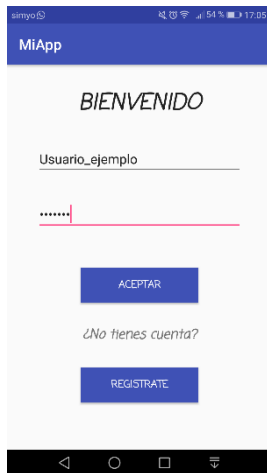 simyo 54 % 17:05
MiApp
BIENVENIDO
Usuario_ejemplo
•••••••
ACEPTAR
¿No tienes cuenta?
REGISTRATE